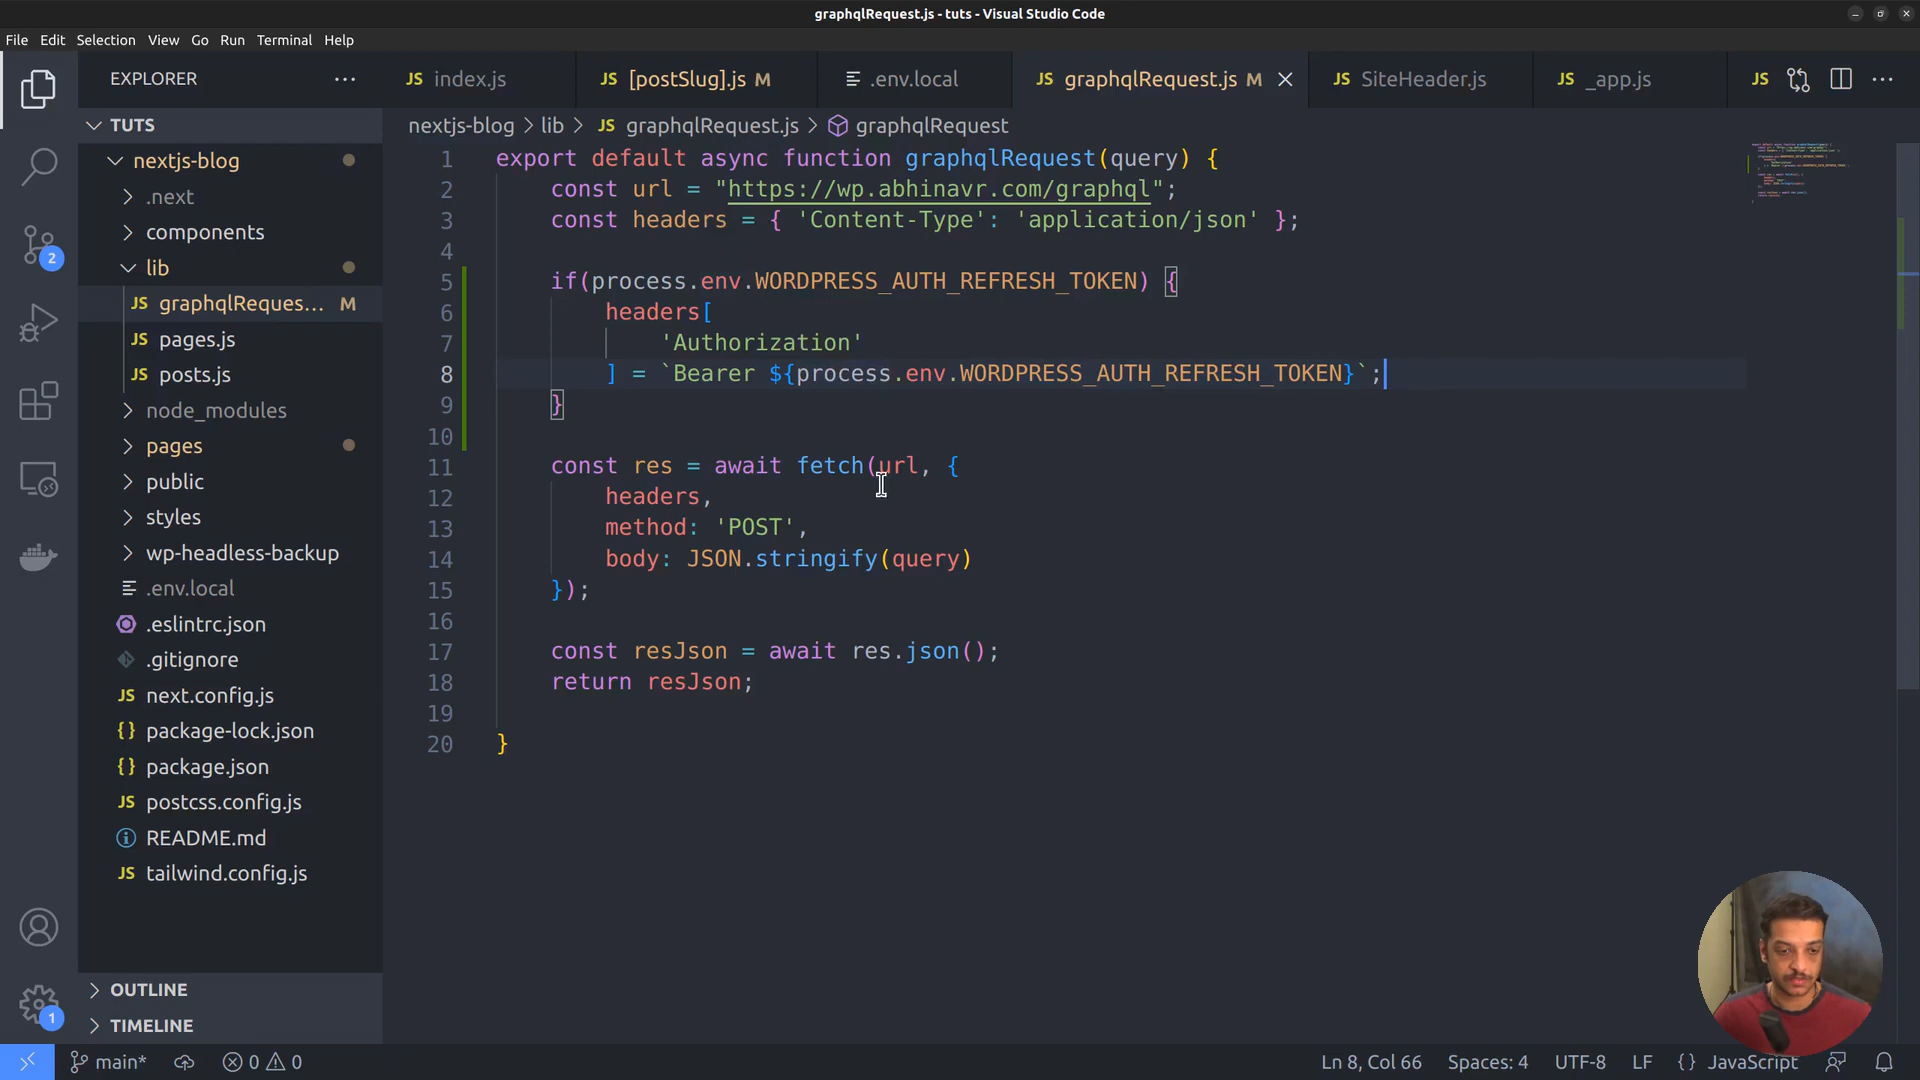 graphqlRequest.js - tuts - Visual Studio Code
File Edit Selection View Go Run Terminal Help
EXPLORER
index.js
[postSlug].js M
.env.local
graphqlRequest.js M
SiteHeader.js
_app.js
JS
TUTS
nextjs-blog
.next
components
lib
graphqlReques... M
pages.js
posts.js
node_modules
pages
public
styles
wp-headless-backup
.env.local
.eslintrc.json
.gitignore
next.config.js
package-lock.json
package.json
postcss.config.js
README.md
tailwind.config.js
OUTLINE
TIMELINE
2
1
nextjs-blog > lib > JS graphqlRequest.js > graphqlRequest
1 export default async function graphqlRequest(query) {
2 const url = "https://wp.abhinavr.com/graphql";
3 const headers = { 'Content-Type': 'application/json' };
4
5 if(process.env.WORDPRESS_AUTH_REFRESH_TOKEN) {
6 headers[
7 'Authorization'
8 ] = `Bearer ${process.env.WORDPRESS_AUTH_REFRESH_TOKEN}`;
9 }
10
11 const res = await fetch(url, {
12 headers,
13 method: 'POST',
14 body: JSON.stringify(query)
15 });
16
17 const resJson = await res.json();
18 return resJson;
19
20 }
main* 0 0 Ln 8, Col 66 Spaces: 4 UTF-8 LF {} JavaScript